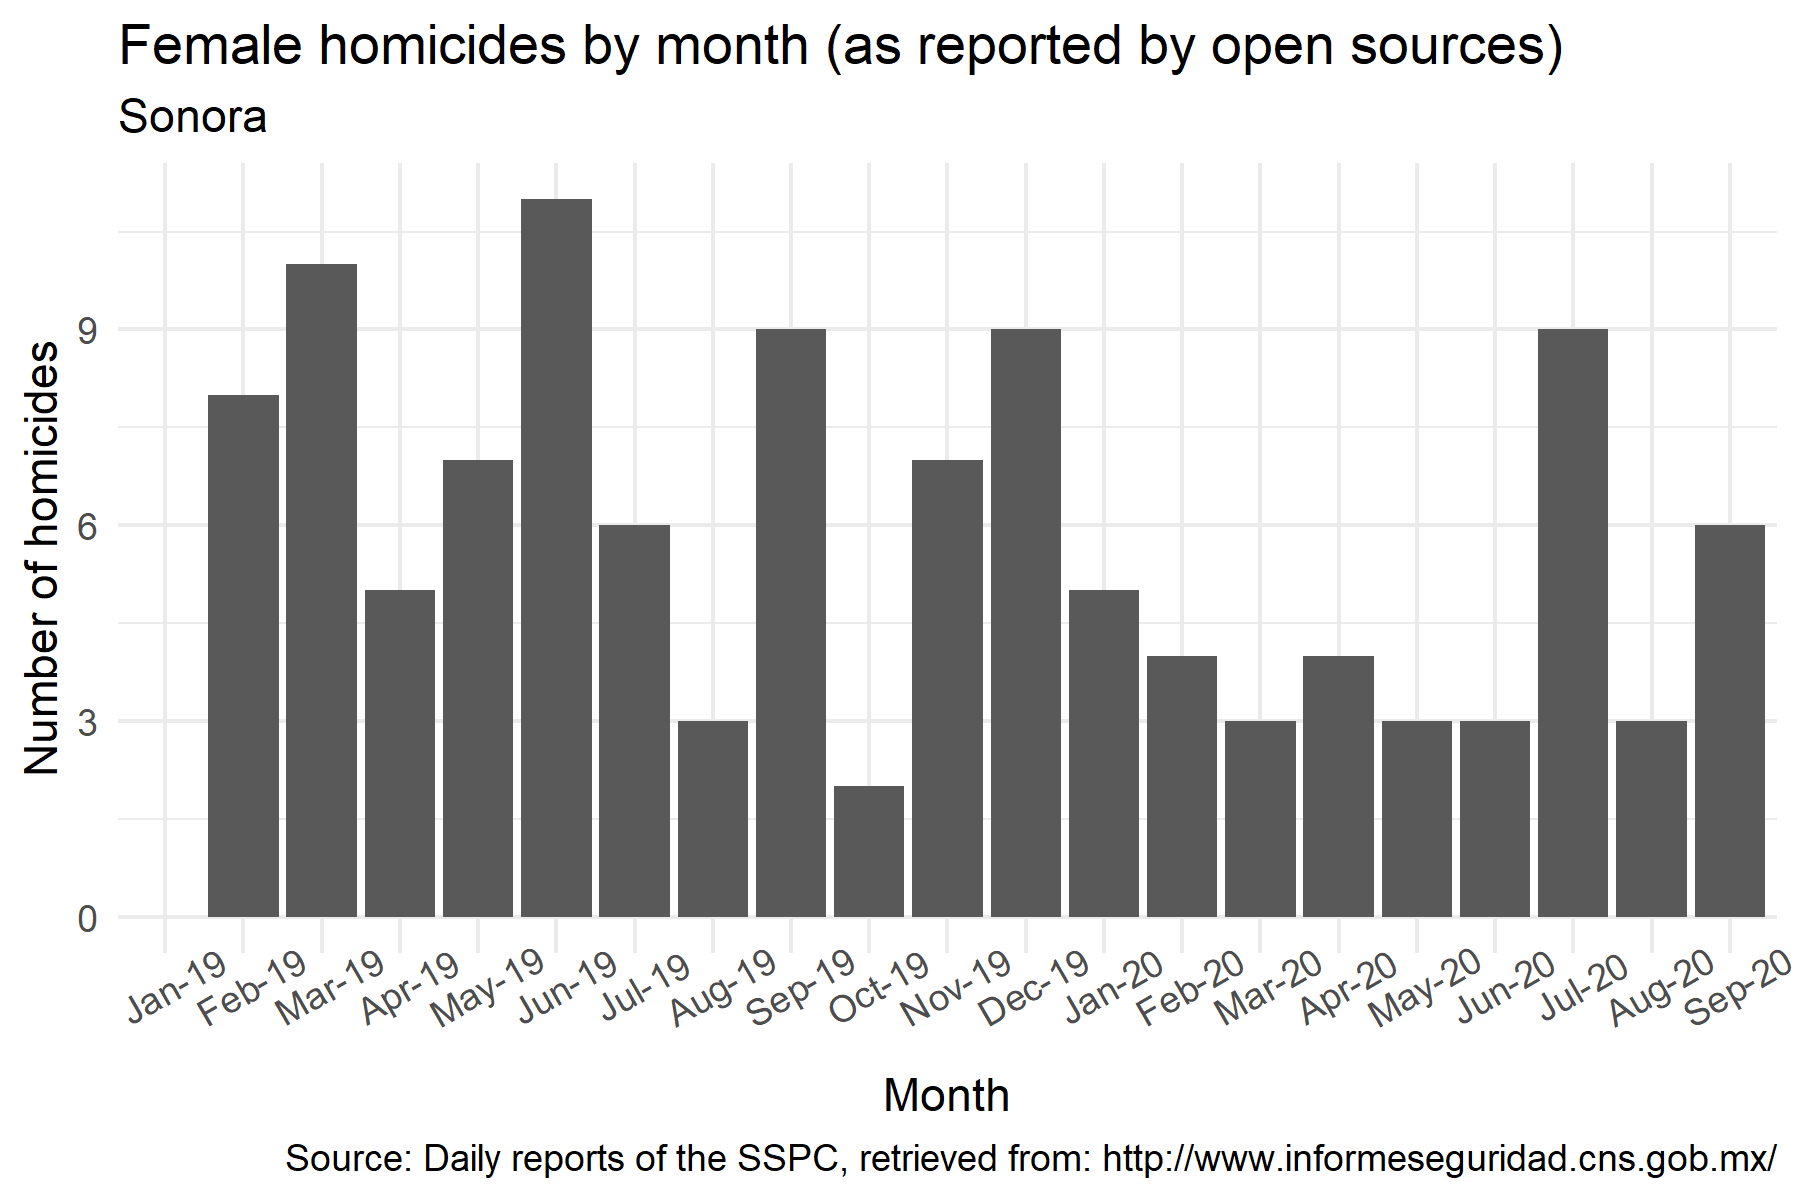 Female homicides by month (as reported by open sources)
Sonora
Number of homicides
9
6
3
0
Jan-19
Feb-19
Mar-19
Apr-19
May-19
Jun-19
Jul-19
Aug-19
Sep-19
Oct-19
Nov-19
Dec-19
Jan-20
Feb-20
Mar-20
Apr-20
May-20
Jun-20
Jul-20
Aug-20
Sep-20
Month
Source: Daily reports of the SSPC, retrieved from: http://www.informeseguridad.cns.gob.mx/